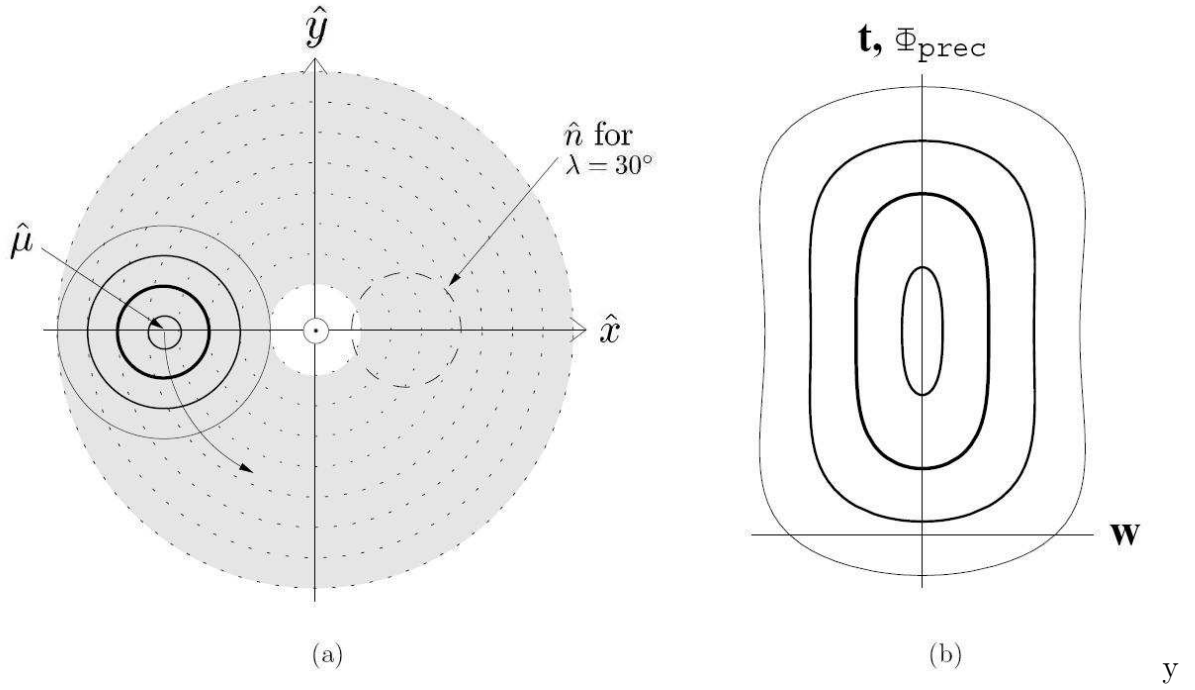 ŷ
n̂ for
λ = 30°
μ̂
x̂
(a)
t, Φprec
w
(b)
y